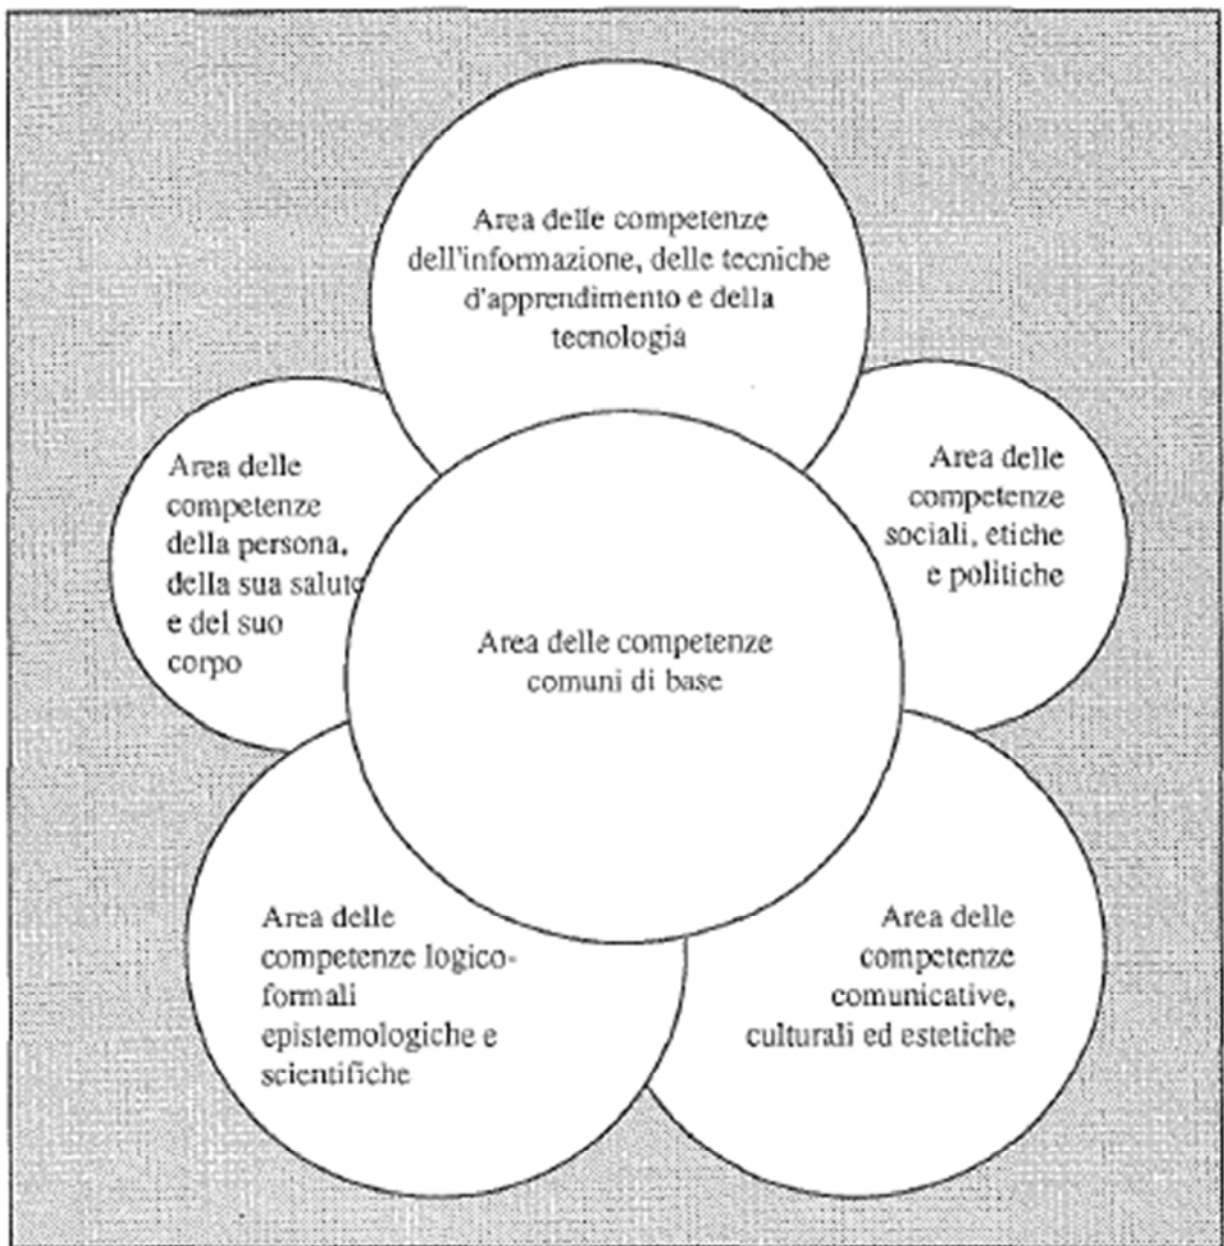 Area delle competenze
dell'informazione, delle tecniche
d'apprendimento e della
tecnologia
Area delle
competenze
della persona,
della sua salute
e del suo
corpo
Area delle
competenze
sociali, etiche
e politiche
Area delle competenze
comuni di base
Area delle
competenze logico-
formali
epistemologiche e
scientifiche
Area delle
competenze
comunicative,
culturali ed estetiche